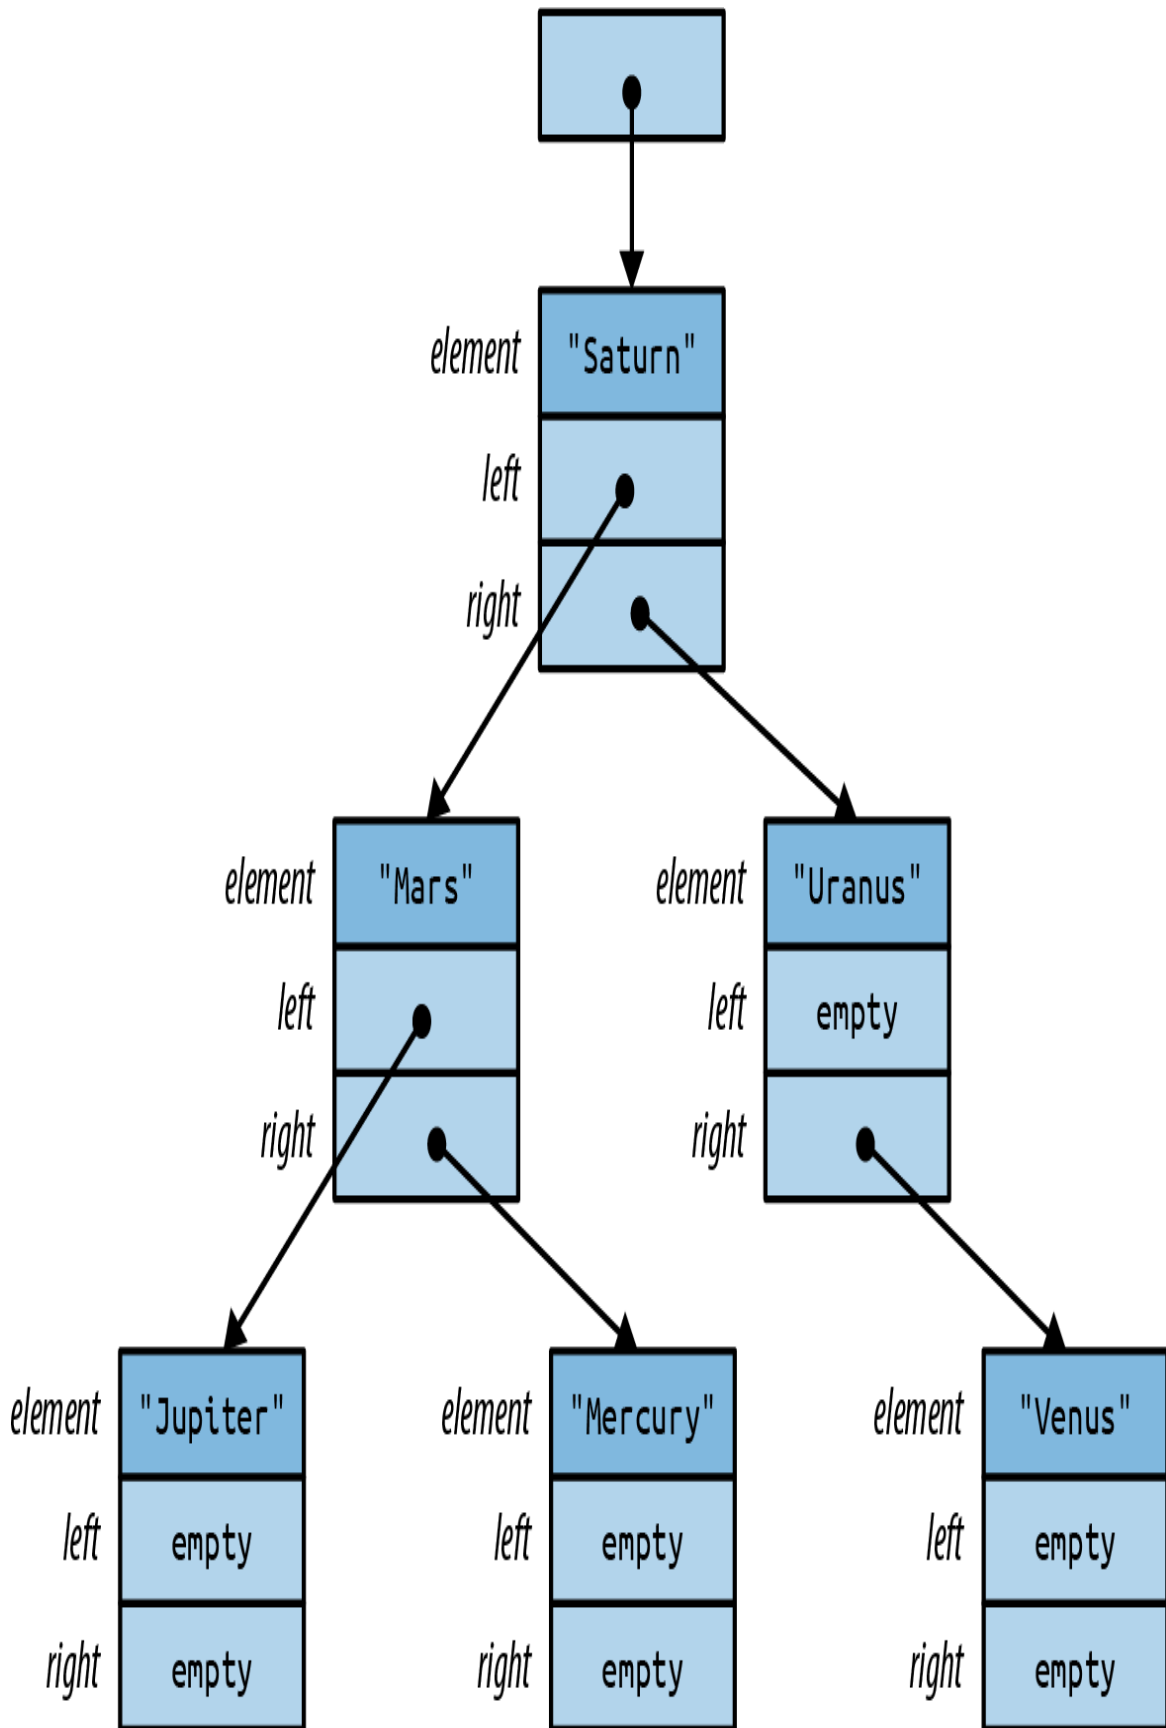 element "Saturn"
left
right
element "Mars"
left
right
element "Uranus"
left empty
right
element "Jupiter"
left empty
right empty
element "Mercury"
left empty
right empty
element "Venus"
left empty
right empty